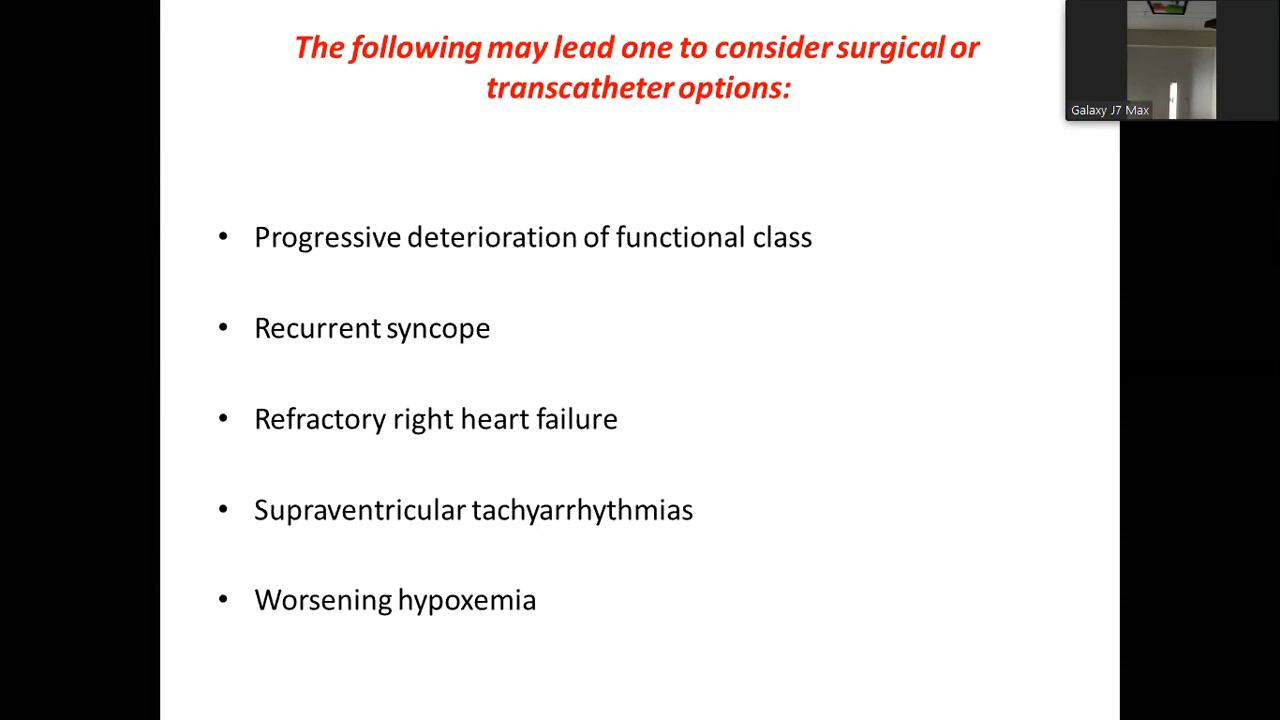 The following may lead one to consider surgical or
transcatheter options:
Galaxy J7 Max
• Progressive deterioration of functional class
• Recurrent syncope
• Refractory right heart failure
• Supraventricular tachyarrhythmias
• Worsening hypoxemia